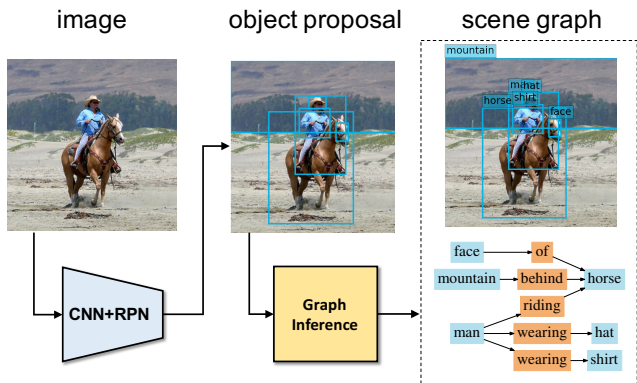 image
object proposal
scene graph
mountain
man
hat
shirt
horse
face
CNN+RPN
Graph
Inference
face
of
mountain
behind
horse
riding
man
wearing
hat
wearing
shirt